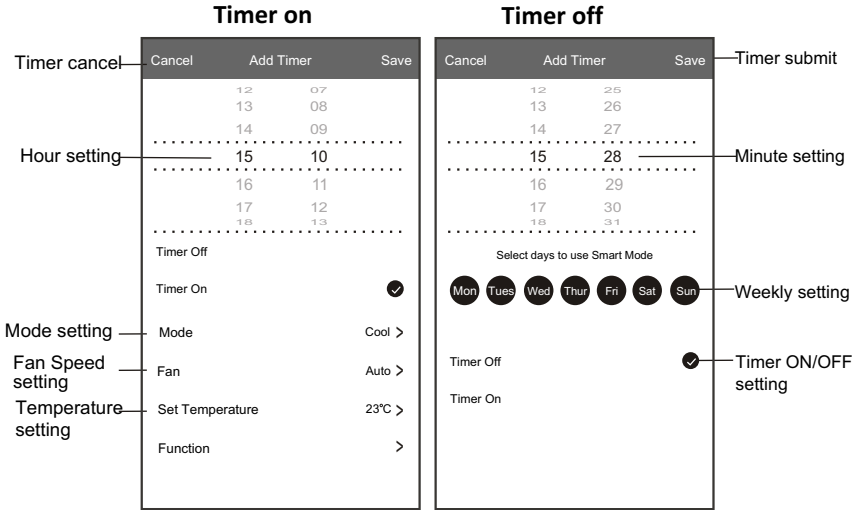 Timer on
Timer off
Timer cancel
Cancel Add Timer Save
12 07
13 08
14 09
Hour setting
15 10
16 11
17 12
18 13
Timer Off
Timer On
Mode setting
Mode Cool >
Fan Speed
setting
Fan Auto >
Temperature
setting
Set Temperature 23℃ >
Function >
Cancel Add Timer Save
Timer submit
12 25
13 26
14 27
15 28
Minute setting
16 29
17 30
18 31
Select days to use Smart Mode
Mon Tues Wed Thur Fri Sat Sun
Weekly setting
Timer Off
Timer ON/OFF
setting
Timer On